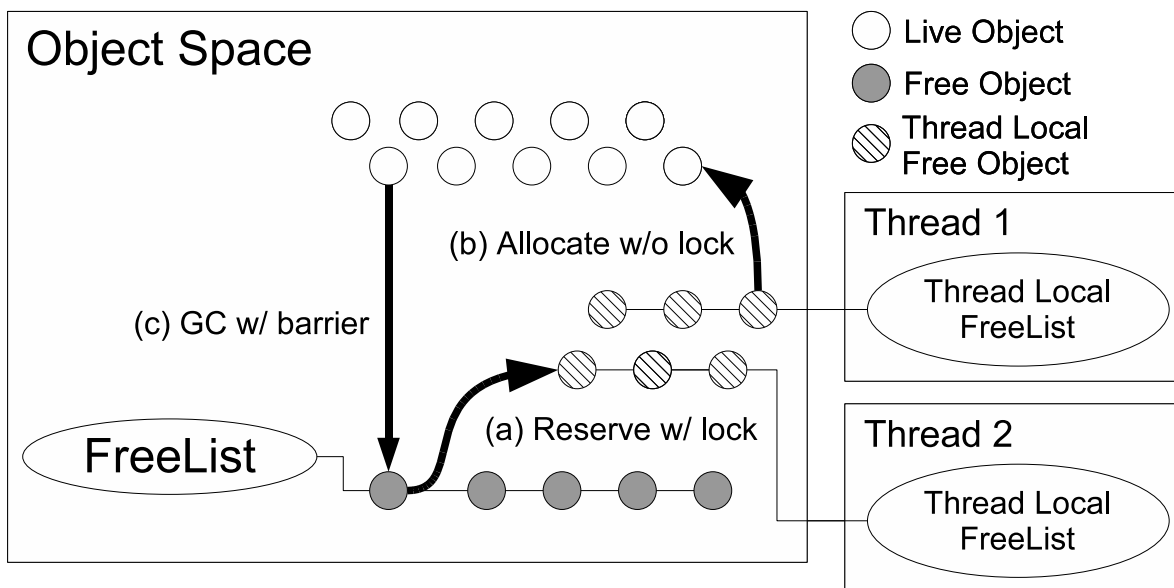 Object Space
Live Object
Free Object
Thread Local
Free Object
(b) Allocate w/o lock
(c) GC w/ barrier
(a) Reserve w/ lock
FreeList
Thread 1
Thread Local
FreeList
Thread 2
Thread Local
FreeList